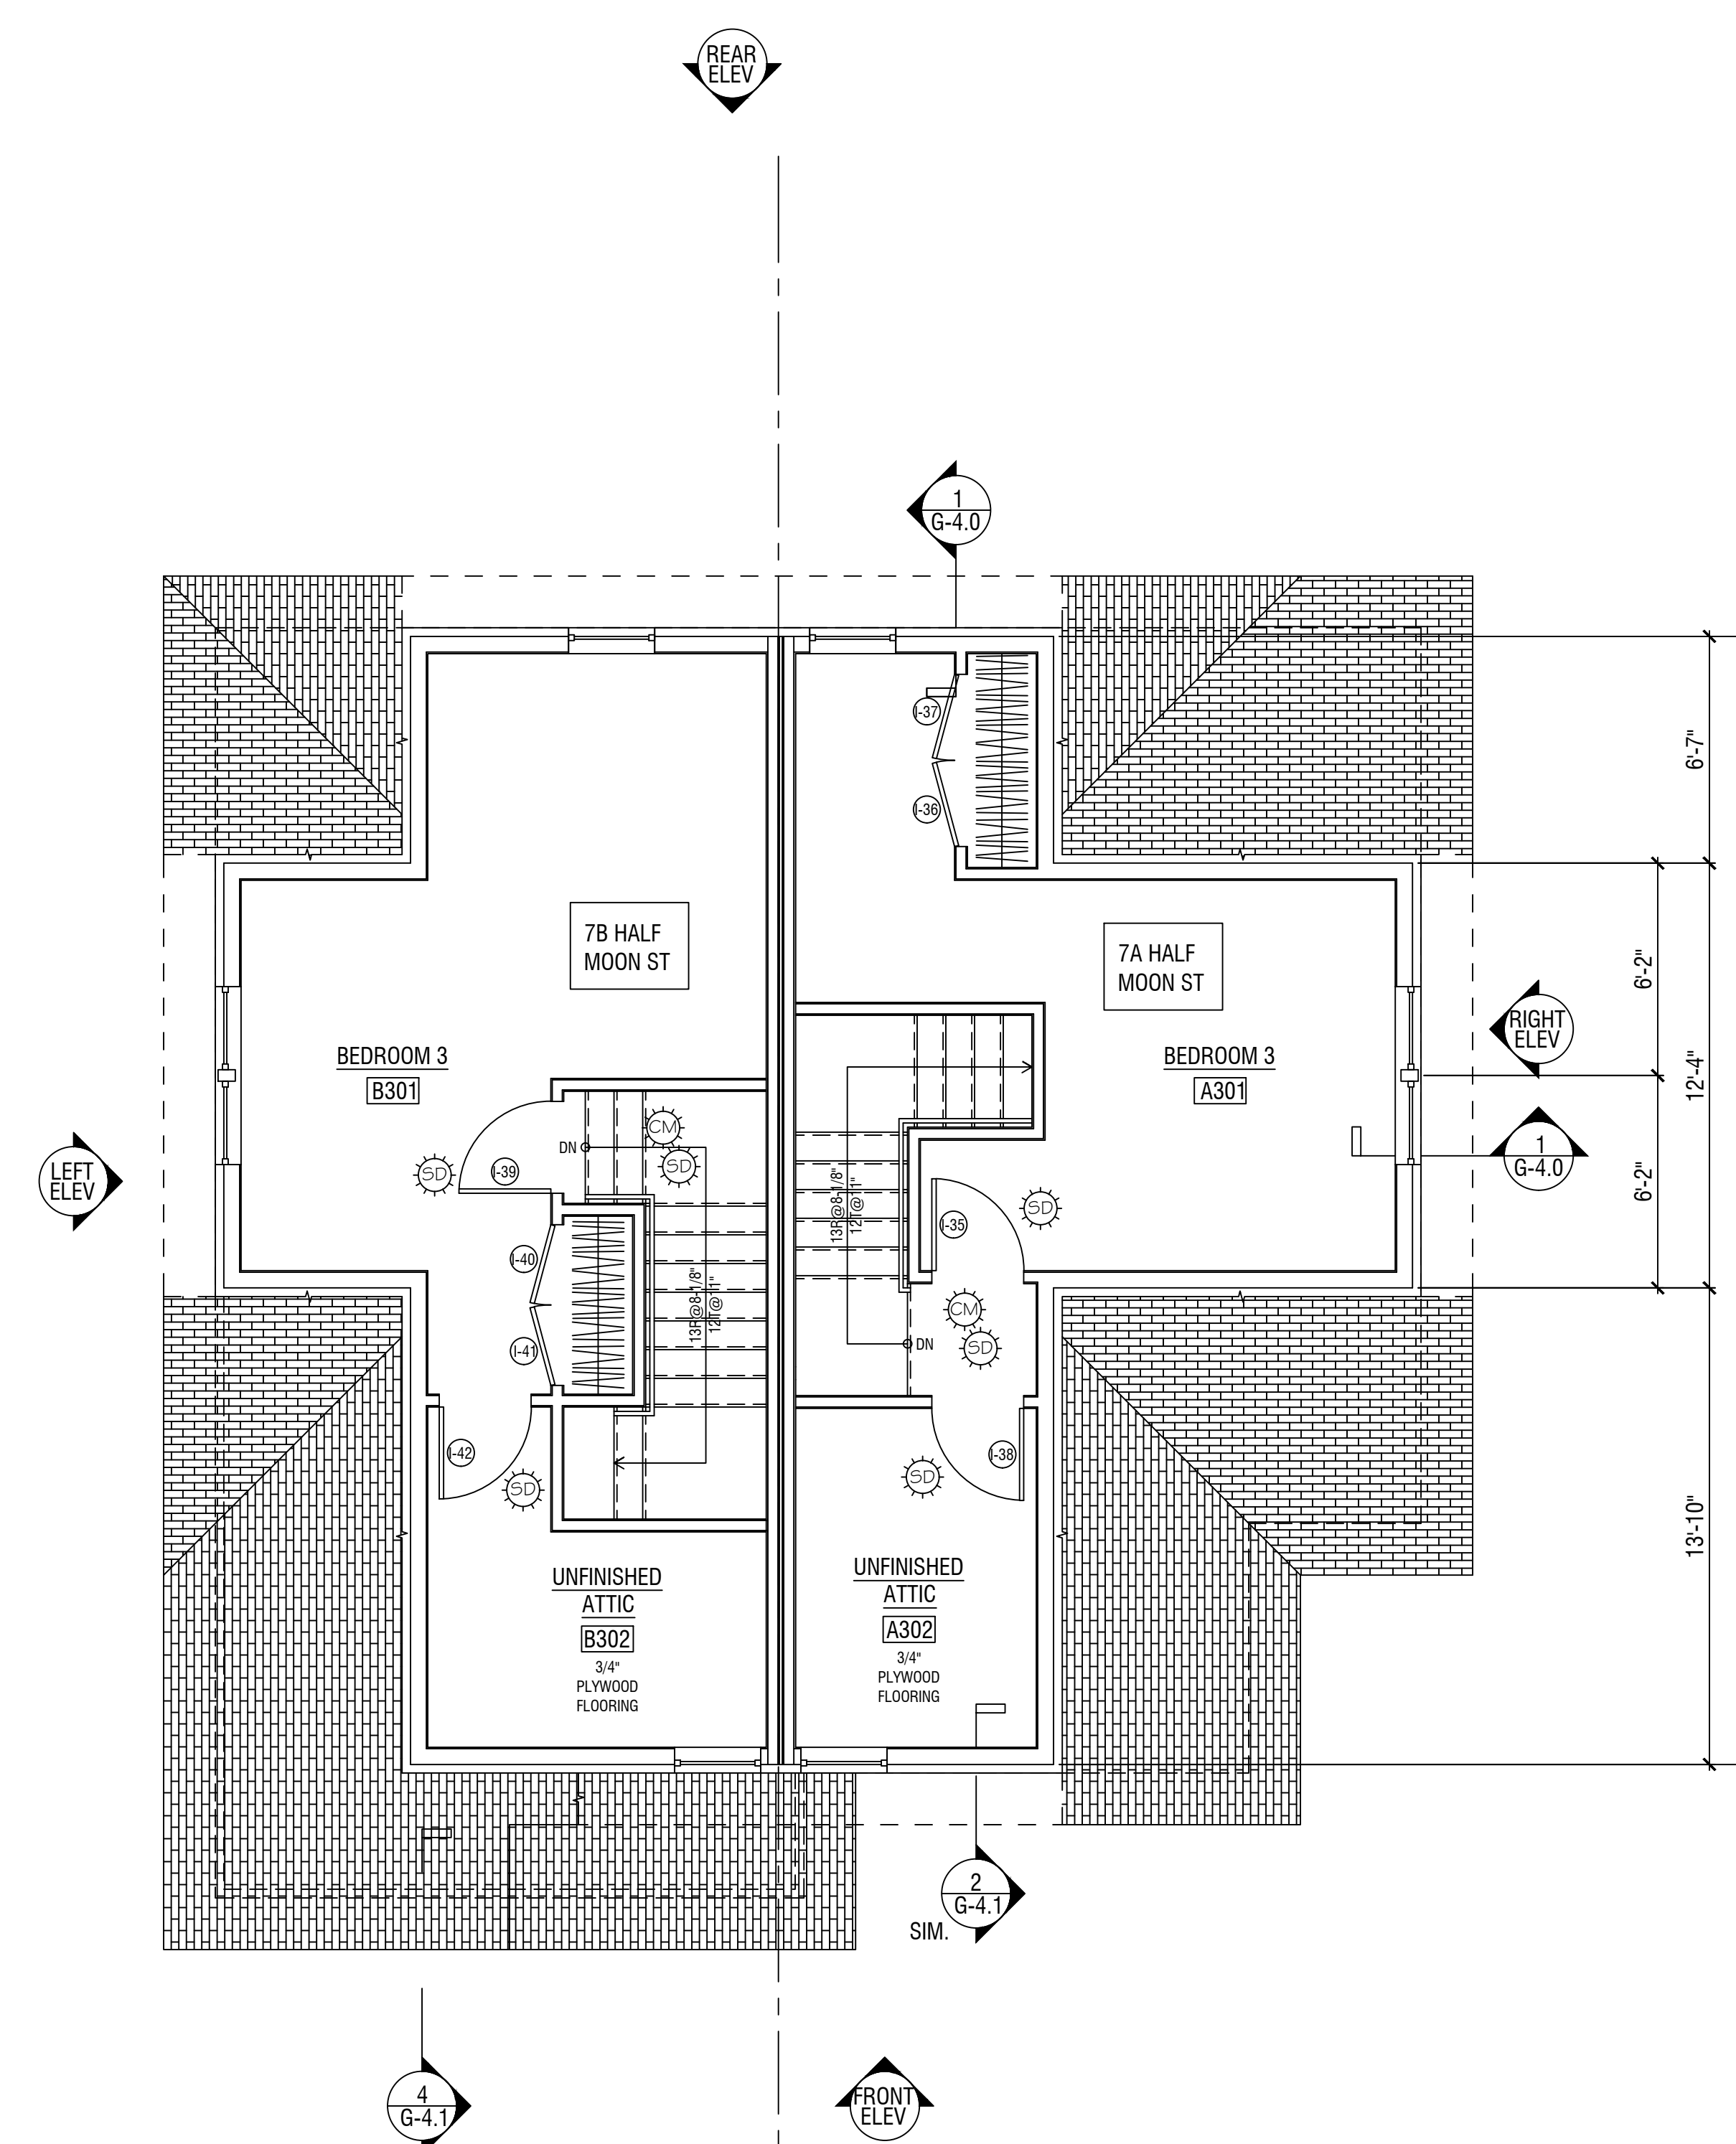 REAR
ELEV
1
G-4.0
I-37
I-36
6'-7"
7B HALF
MOON ST
7A HALF
MOON ST
6'-2"
RIGHT
ELEV
BEDROOM 3
B301
BEDROOM 3
A301
12'-4"
CM
DN
SD
SD
I-39
LEFT
ELEV
1
G-4.0
6'-2"
13R@8-1/8"
12T@11"
SD
I-35
I-40
I-41
13R@8-1/8"
12T@11"
CM
SD
DN
I-42
SD
SD
I-38
13'-10"
UNFINISHED
ATTIC
B302
3/4"
PLYWOOD
FLOORING
UNFINISHED
ATTIC
A302
3/4"
PLYWOOD
FLOORING
2
G-4.1
SIM.
4
G-4.1
FRONT
ELEV